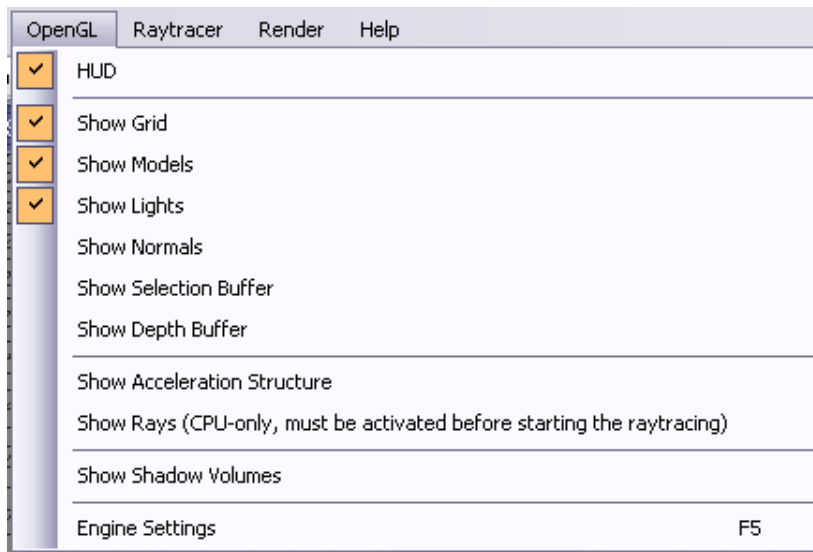 OpenGL Raytracer Render Help
HUD
Show Grid
Show Models
Show Lights
Show Normals
Show Selection Buffer
Show Depth Buffer
Show Acceleration Structure
Show Rays (CPU-only, must be activated before starting the raytracing)
Show Shadow Volumes
Engine Settings F5